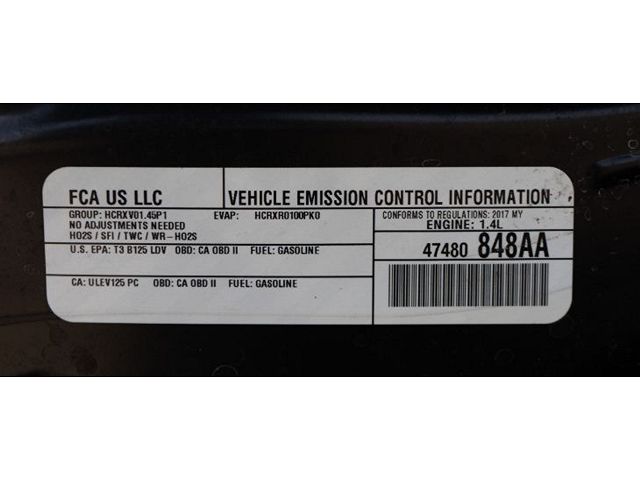 FCA US LLC VEHICLE EMISSION CONTROL INFORMATION
GROUP: HCRXV01.45P1 EVAP: HCRXR0100PK0
NO ADJUSTMENTS NEEDED
HO2S / SFI / TWC / WR-HO2S
CONFORMS TO REGULATIONS: 2017 MY
ENGINE: 1.4L
U.S. EPA: T3 B125 LDV OBD: CA OBD II FUEL: GASOLINE
47480 848AA
CA: ULEV125 PC OBD: CA OBD II FUEL: GASOLINE